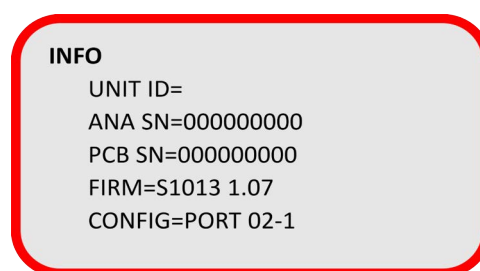 INFO
UNIT ID=
ANA SN=000000000
PCB SN=000000000
FIRM=S1013 1.07
CONFIG=PORT 02-1